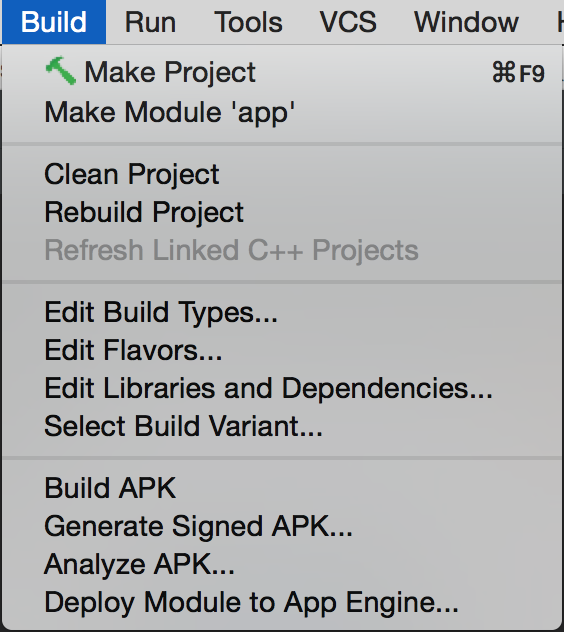 Build Run Tools VCS Window
Make Project ⌘F9
Make Module 'app'
Clean Project
Rebuild Project
Refresh Linked C++ Projects
Edit Build Types...
Edit Flavors...
Edit Libraries and Dependencies...
Select Build Variant...
Build APK
Generate Signed APK...
Analyze APK...
Deploy Module to App Engine...